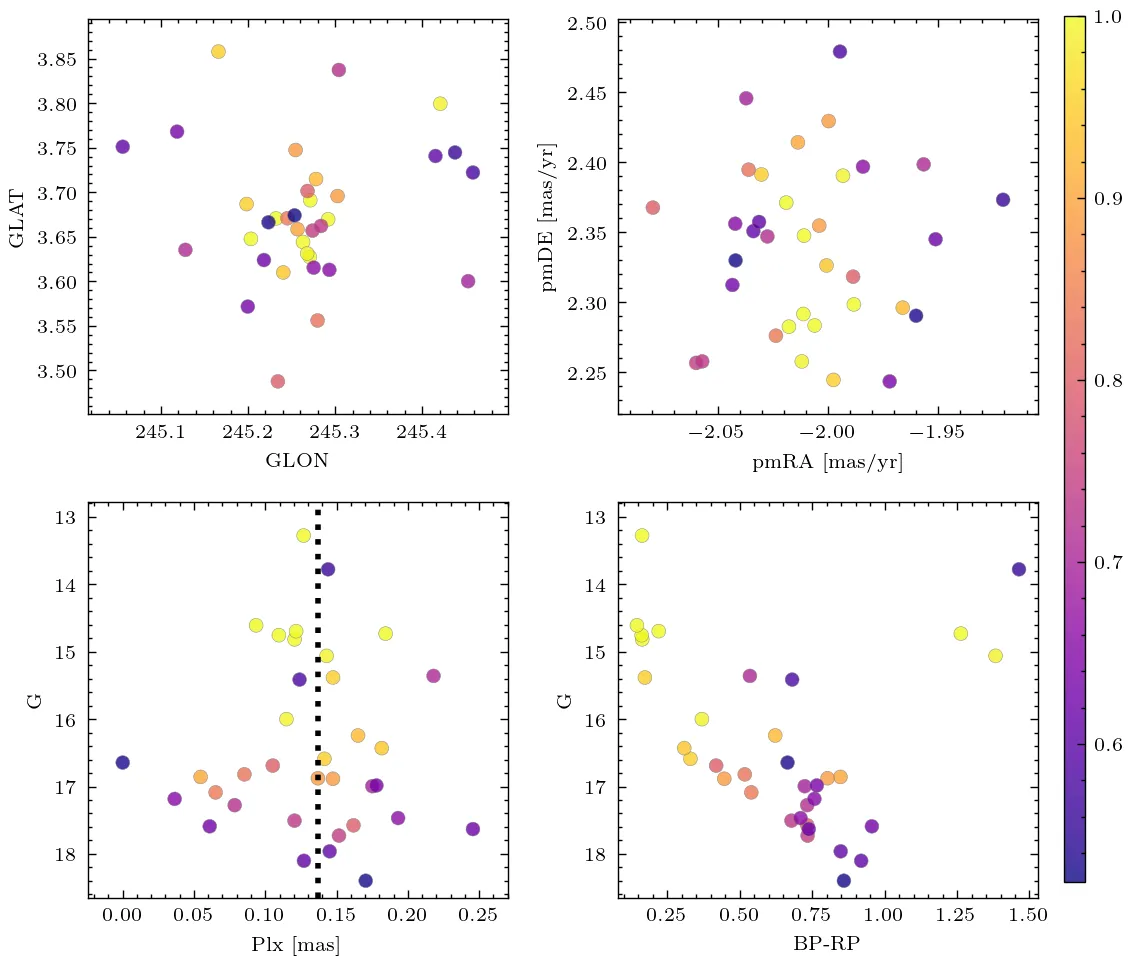 3.85
3.80
3.75
3.70
3.65
3.60
3.55
3.50
GLAT
245.1 245.2 245.3 245.4
GLON
2.50
2.45
2.40
2.35
2.30
2.25
pmDE [mas/yr]
−2.05 −2.00 −1.95
pmRA [mas/yr]
13
14
15
16
17
18
G
0.00 0.05 0.10 0.15 0.20 0.25
Plx [mas]
13
14
15
16
17
18
G
0.25 0.50 0.75 1.00 1.25 1.50
BP-RP
1.0
0.9
0.8
0.7
0.6